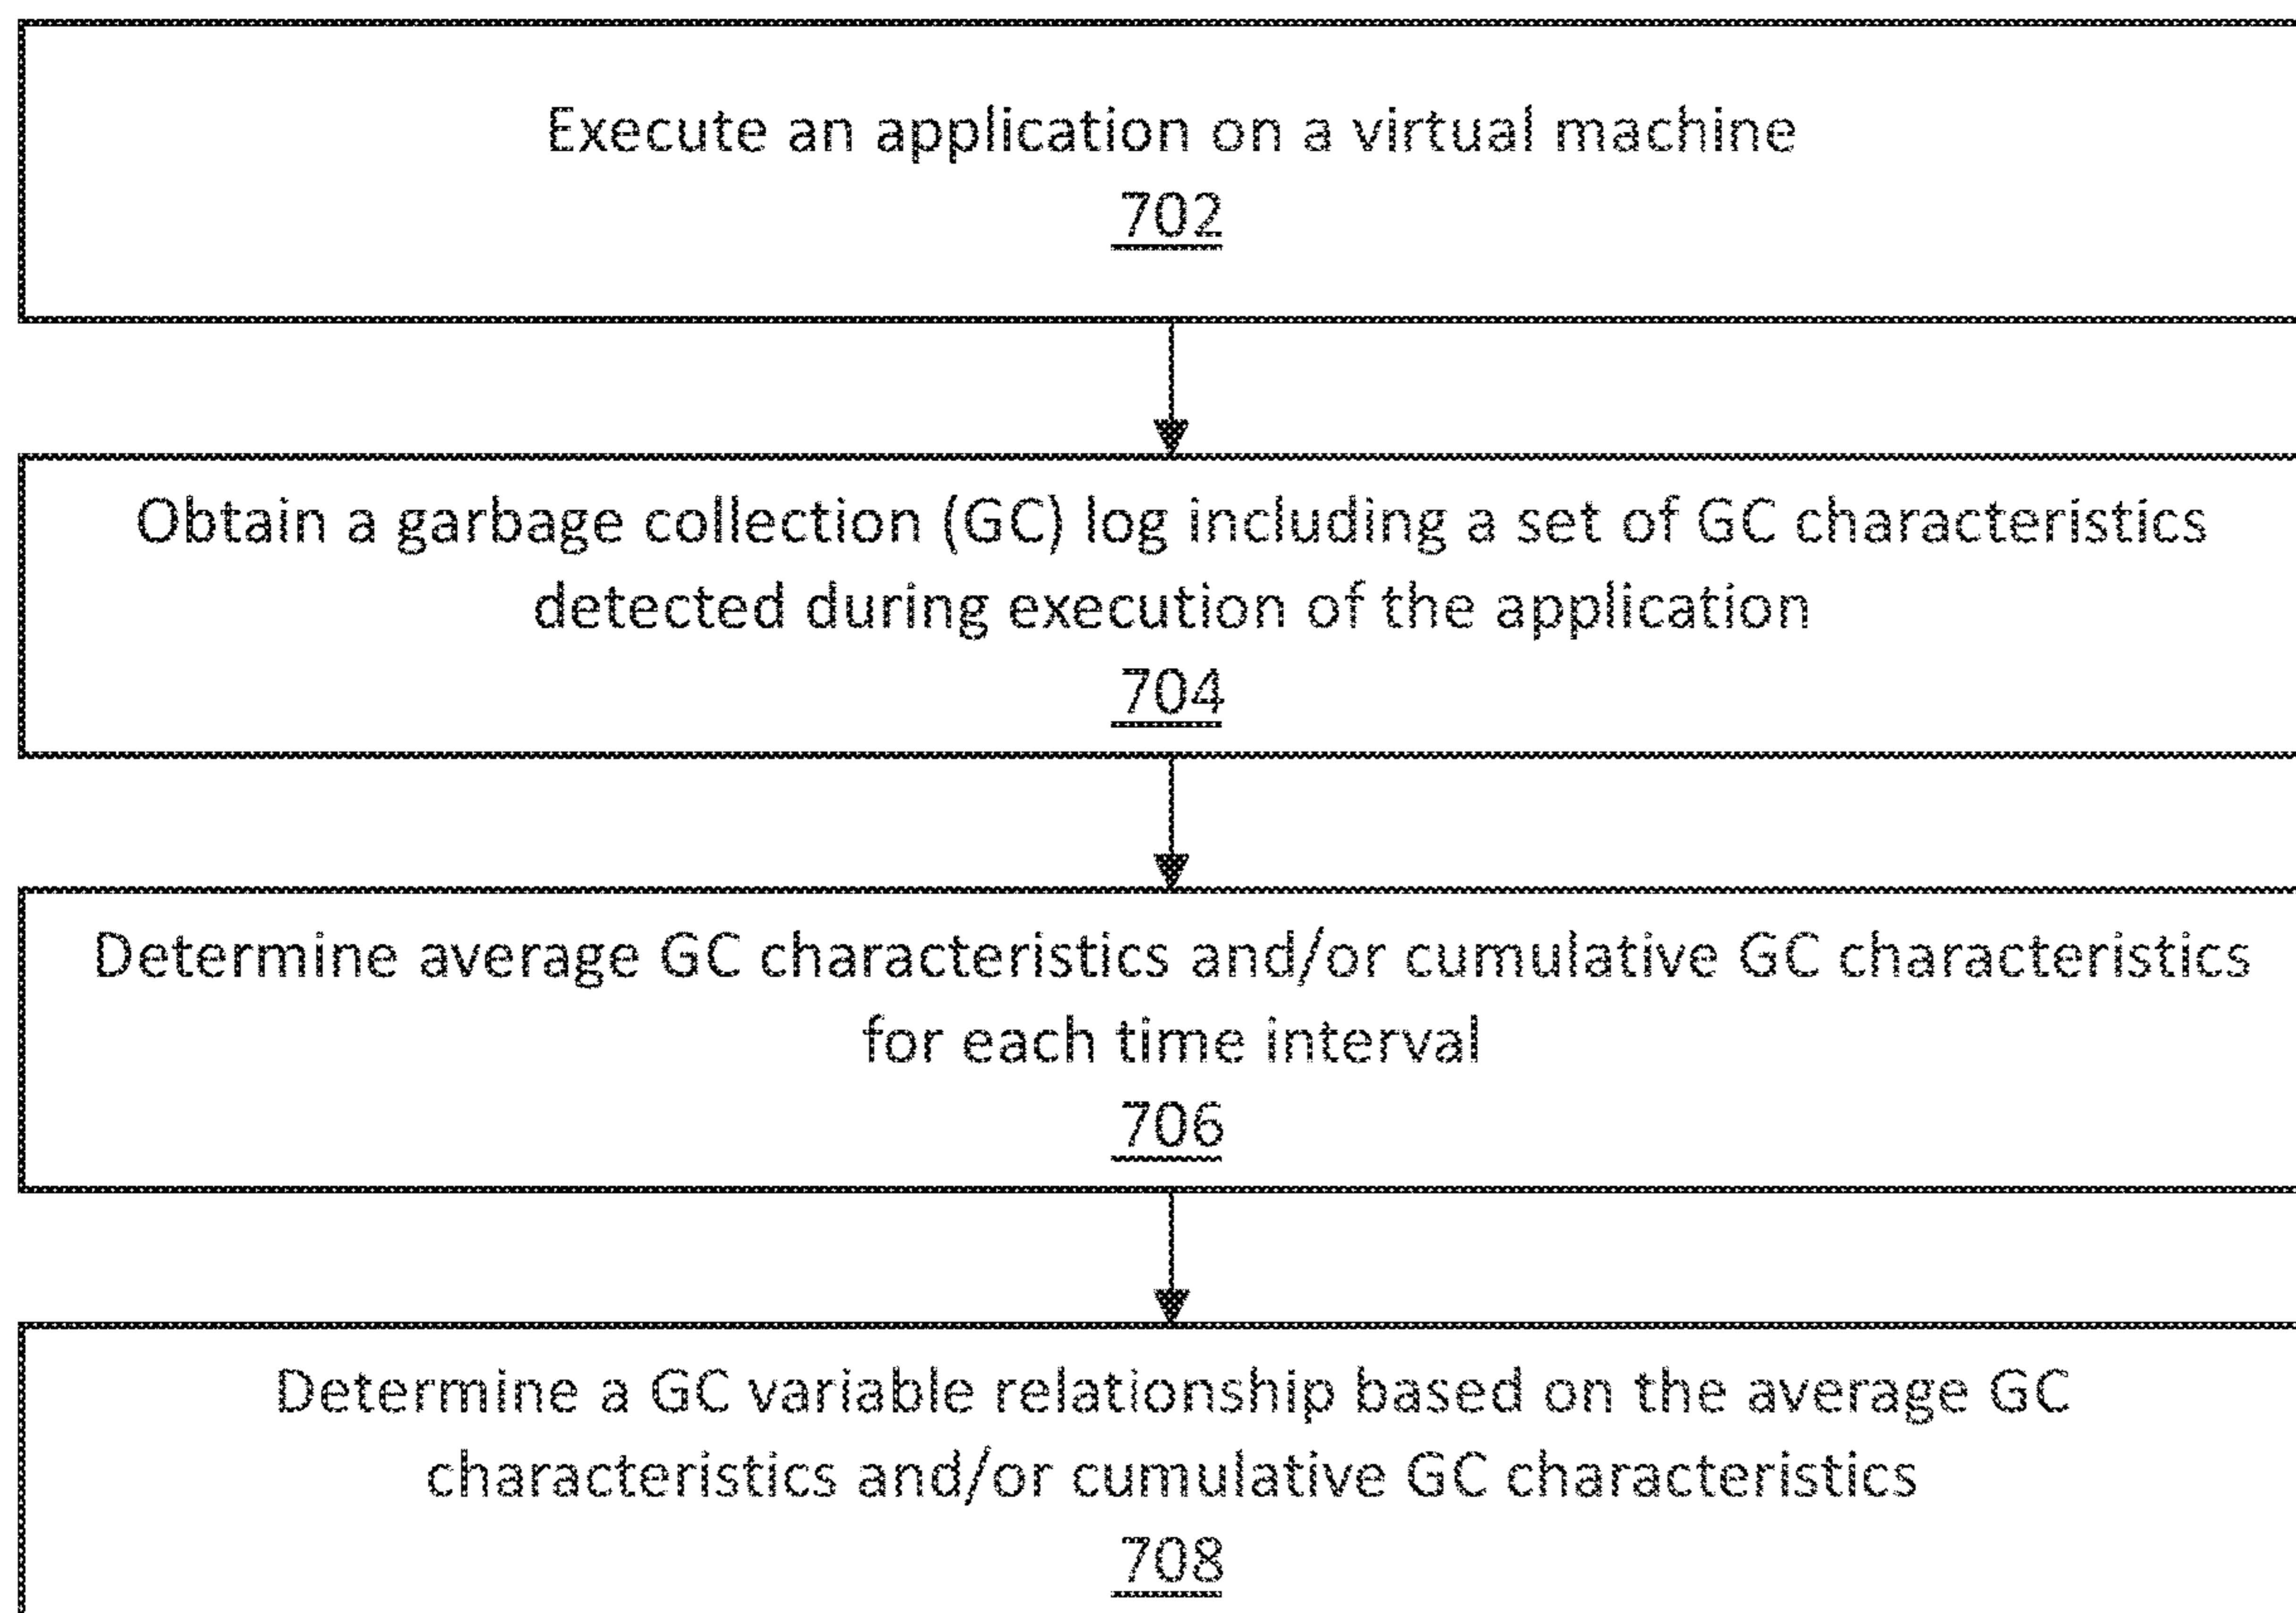 Execute an application on a virtual machine
702
Obtain a garbage collection (GC) log including a set of GC characteristics
detected during execution of the application
704
Determine average GC characteristics and/or cumulative GC characteristics
for each time interval
706
Determine a GC variable relationship based on the average GC
characteristics and/or cumulative GC characteristics
708